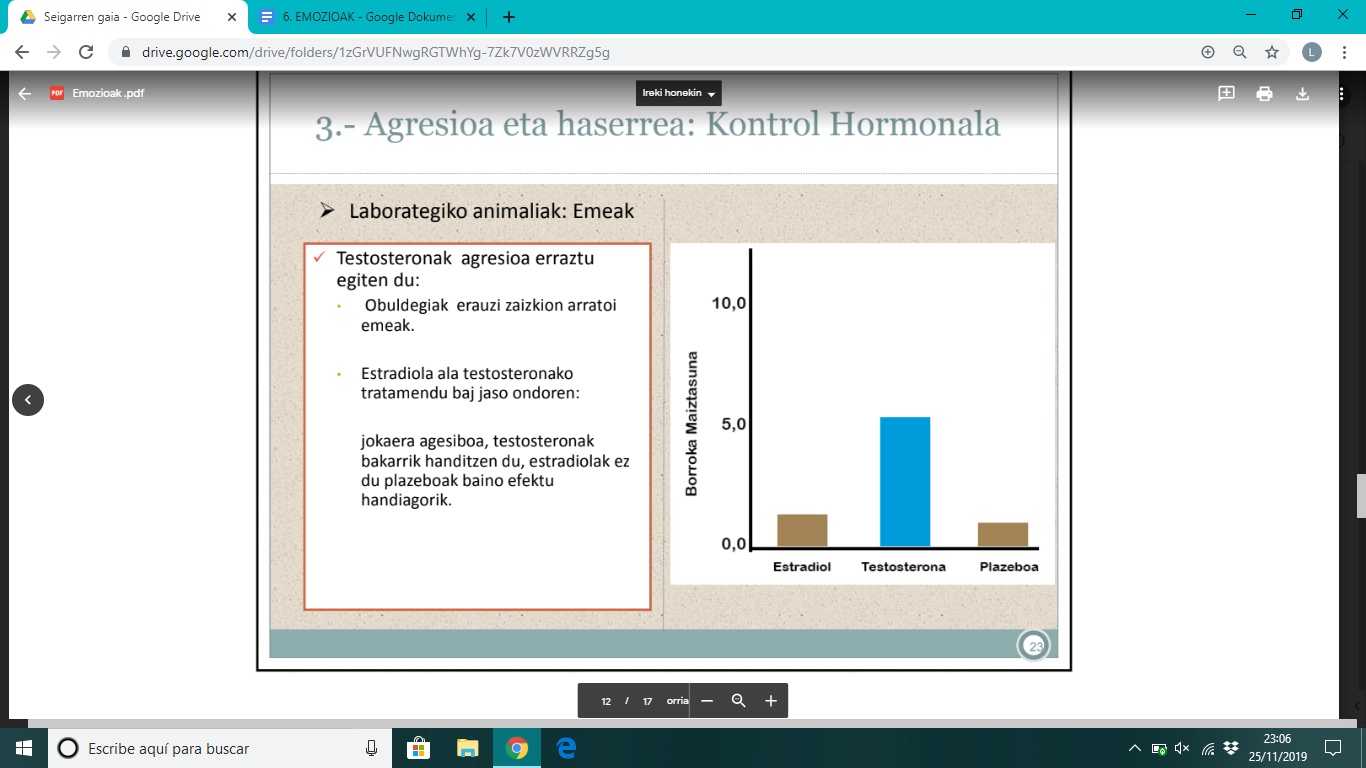 Seigarren gaia - Google Drive
6. EMOZIOAK - Google Dokumen
drive.google.com/drive/folders/1zGrVUFNwgRGTWhYg-7Zk7V0zWVRRZg5g
L
PDF Emozioak .pdf
Ireki honekin
3.- Agresioa eta haserrea: Kontrol Hormonala
Laborategiko animaliak: Emeak
Testosteronak agresioa erraztu
egiten du:
Obuldegiak erauzi zaizkion arratoi
emeak.
Estradiola ala testosteronako
tratamendu baj jaso ondoren:
jokaera agesiboa, testosteronak
bakarrik handitzen du, estradiolak ez
du plazeboak baino efektu
handiagorik.
Borroka Maiztasuna
10,0
5,0
0,0
Estradiol Testosterona Plazeboa
23
12 / 17 orria
Escribe aquí para buscar
23:06
25/11/2019